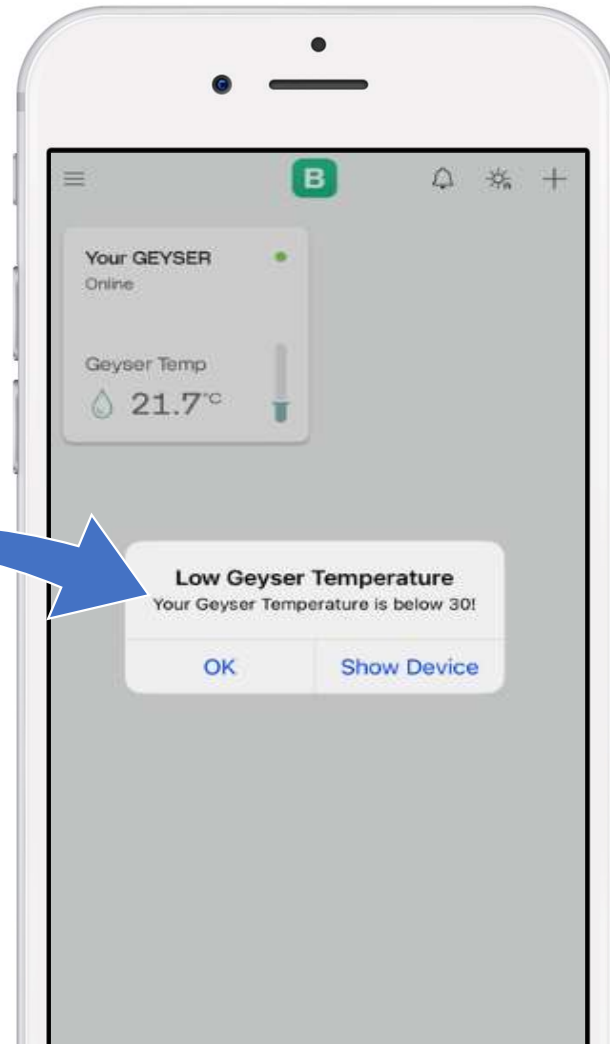 B
Your GEYSER
Online
Geyser Temp
21.7°C
Low Geyser Temperature
Your Geyser Temperature is below 30!
OK
Show Device